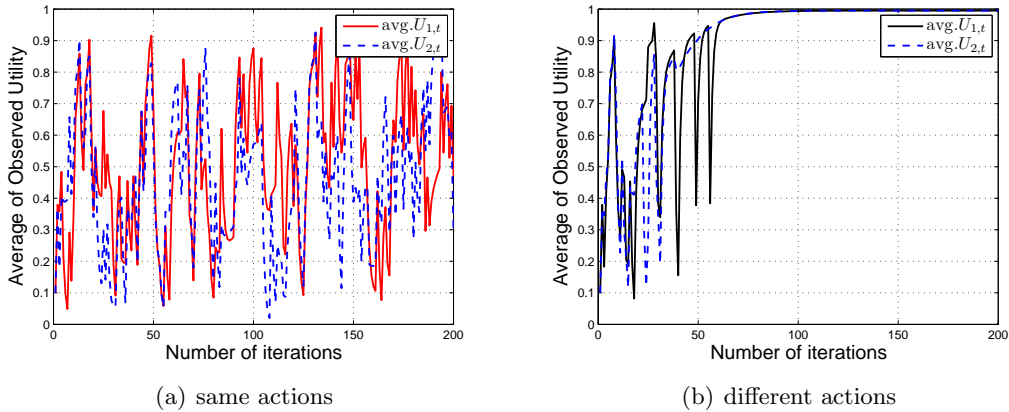 1
0.9
0.8
0.7
0.6
0.5
0.4
0.3
0.2
0.1
0
0 50 100 150 200
Average of Observed Utility
Number of iterations
avg.U1,t
avg.U2,t
(a) same actions
1
0.9
0.8
0.7
0.6
0.5
0.4
0.3
0.2
0.1
0
0 50 100 150 200
Average of Observed Utility
Number of iterations
avg.U1,t
avg.U2,t
(b) different actions